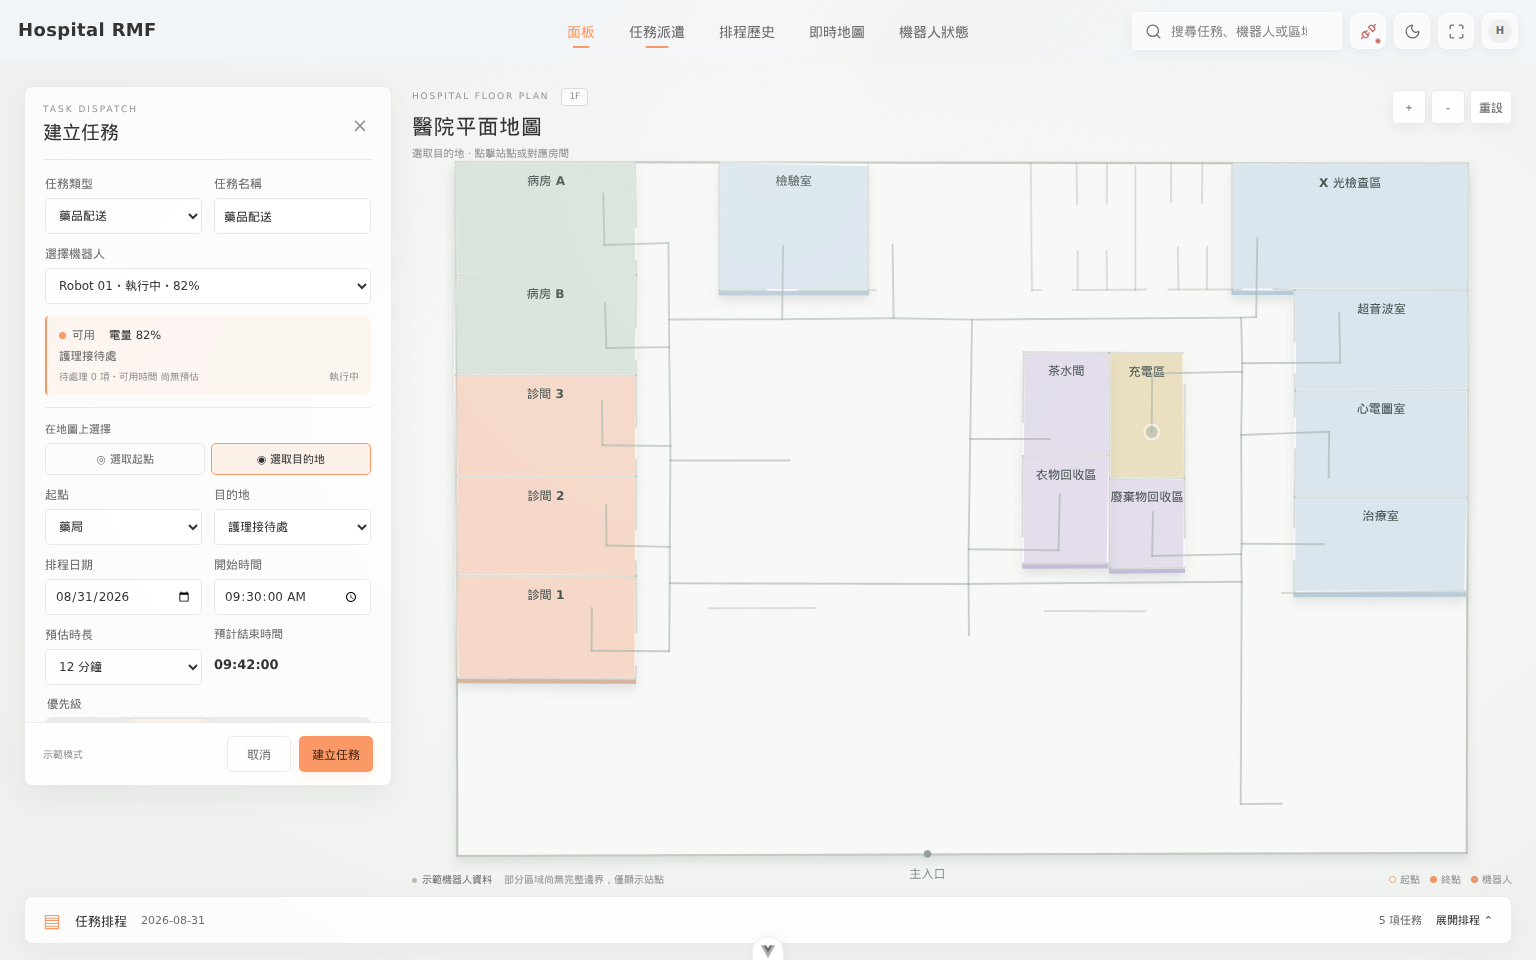 Hospital RMF
面板
任務派遣
排程歷史
即時地圖
機器人狀態
搜尋任務、機器人或區域
H
TASK DISPATCH
建立任務
×
任務類型
任務名稱
藥品配送
藥品配送
選擇機器人
Robot 01・執行中・82%
可用 電量 82%
護理接待處
待處理 0 項・可用時間 尚無預估
執行中
在地圖上選擇
◎ 選取起點
◉ 選取目的地
起點
目的地
藥局
護理接待處
排程日期
開始時間
08/31/2026
09:30:00 AM
預估時長
預計結束時間
12 分鐘
09:42:00
優先級
示範模式
取消
建立任務
HOSPITAL FLOOR PLAN
1F
醫院平面地圖
選取目的地・點擊站點或對應房間
+
-
重設
病房 A
檢驗室
X 光檢查區
病房 B
超音波室
茶水間
充電區
診間 3
心電圖室
衣物回收區
診間 2
廢棄物回收區
治療室
診間 1
主入口
示範機器人資料
部分區域尚無完整邊界，僅顯示站點
起點
終點
機器人
任務排程
2026-08-31
5 項任務
展開排程